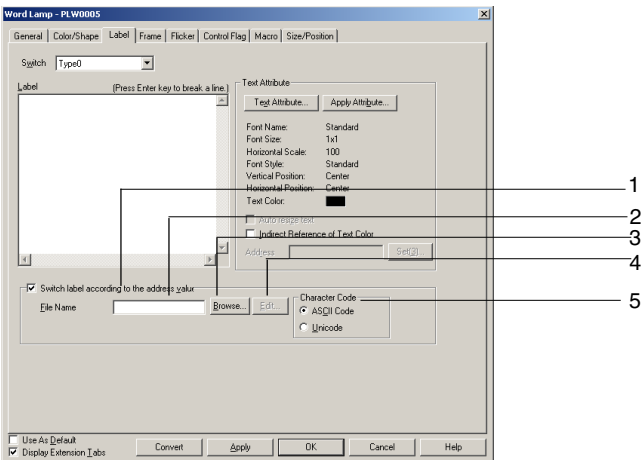 Word Lamp - PLW0005
General Color/Shape Label Frame Flicker Control Flag Macro Size/Position
Switch Type0
Label (Press Enter key to break a line.)
Text Attribute
Text Attribute... Apply Attribute...
Font Name: Standard
Font Size: 1x1
Horizontal Scale: 100
Font Style: Standard
Vertical Position: Center
Horizontal Position: Center
Text Color:
Auto resize text
Indirect Reference of Text Color
Address Set(3)...
Switch label according to the address value
File Name Browse... Edit...
Character Code
ASCII Code
Unicode
1
2
3
4
5
Use As Default
Display Extension Tabs
Convert Apply OK Cancel Help